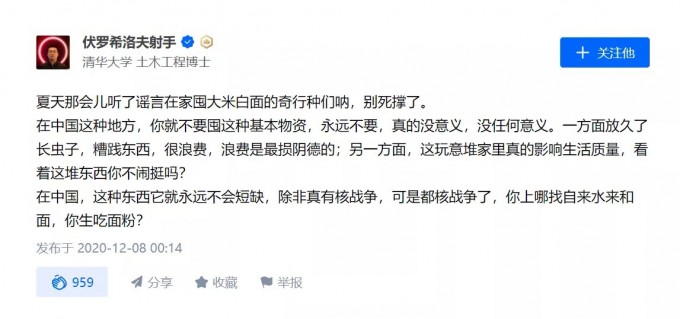 伏罗希洛夫射手
清华大学 土木工程博士
关注他
夏天那会儿听了谣言在家囤大米白面的奇行种们呐，别死撑了。
在中国这种地方，你就不要囤这种基本物资，永远不要，真的没意义，没任何意义。一方面放久了
长虫子，糟践东西，很浪费，浪费是最损阴德的；另一方面，这玩意堆家里真的影响生活质量，看
着这堆东西你不闹挺吗？
在中国，这种东西它就永远不会短缺，除非真有核战争，可是都核战争了，你上哪找自来水来和
面，你生吃面粉？
发布于 2020-12-08 00:14
959 分享 收藏 举报